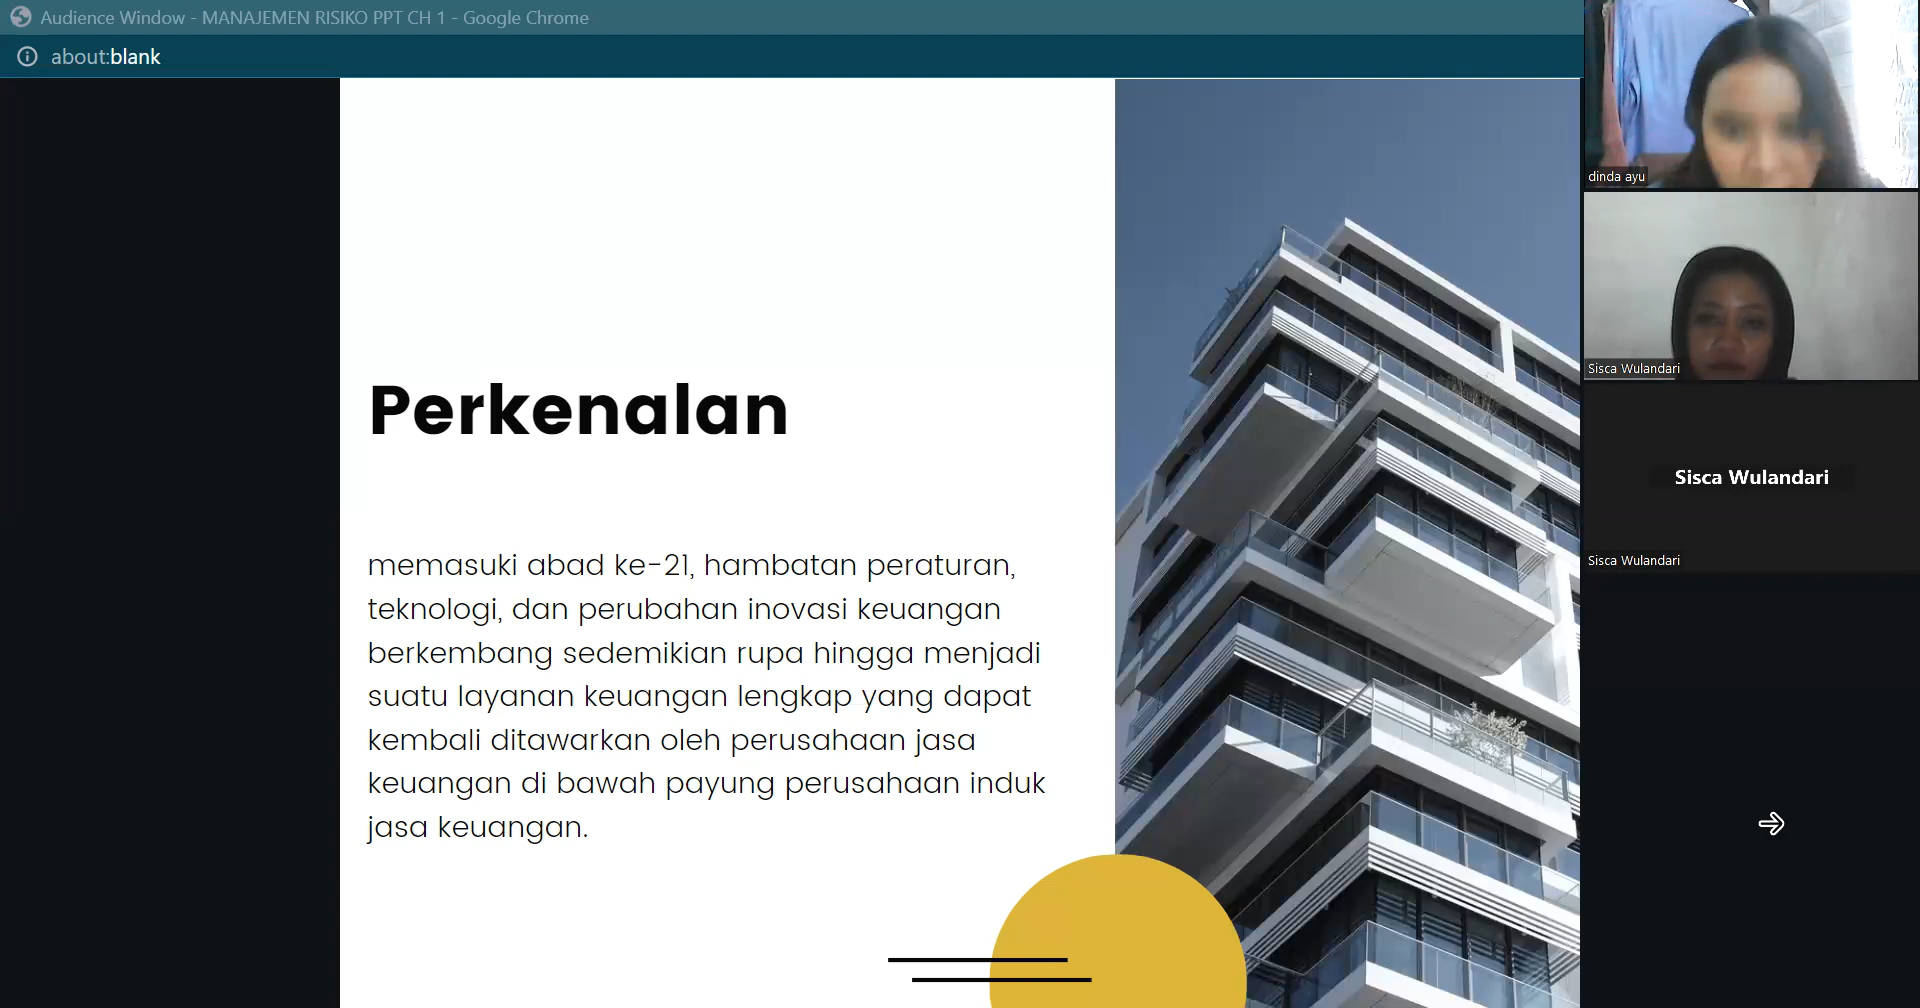 Audience Window - MANAJEMEN RISIKO PPT CH 1 - Google Chrome
about:blank
Perkenalan
memasuki abad ke-21, hambatan peraturan,
teknologi, dan perubahan inovasi keuangan
berkembang sedemikian rupa hingga menjadi
suatu layanan keuangan lengkap yang dapat
kembali ditawarkan oleh perusahaan jasa
keuangan di bawah payung perusahaan induk
jasa keuangan.
dinda ayu
Sisca Wulandari
Sisca Wulandari
Sisca Wulandari